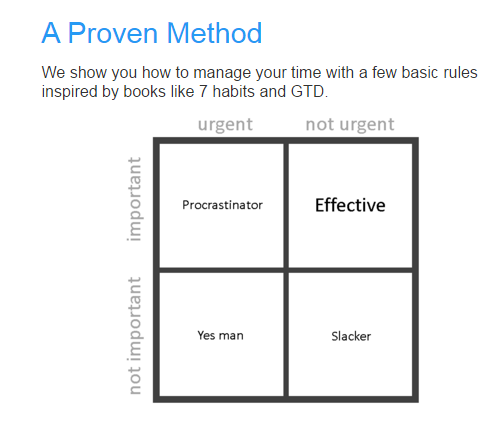 A Proven Method
We show you how to manage your time with a few basic rules
inspired by books like 7 habits and GTD.
urgent not urgent
important
Procrastinator Effective
not important
Yes man Slacker